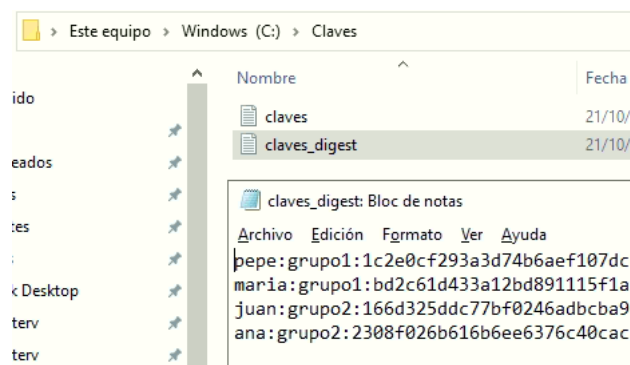 Este equipo > Windows (C:) > Claves
Nombre
Fecha
ido
claves
21/10/
claves_digest
21/10/
eados
s
claves_digest: Bloc de notas
tes
Archivo Edición Formato Ver Ayuda
pepe:grupo1:1c2e0cf293a3d74b6aef107dc
maria:grupo1:bd2c61d433a12bd891115f1a
k Desktop
juan:grupo2:166d325ddc77bf0246adbcba9
terv
ana:grupo2:2308f026b616b6ee6376c40cac
terv